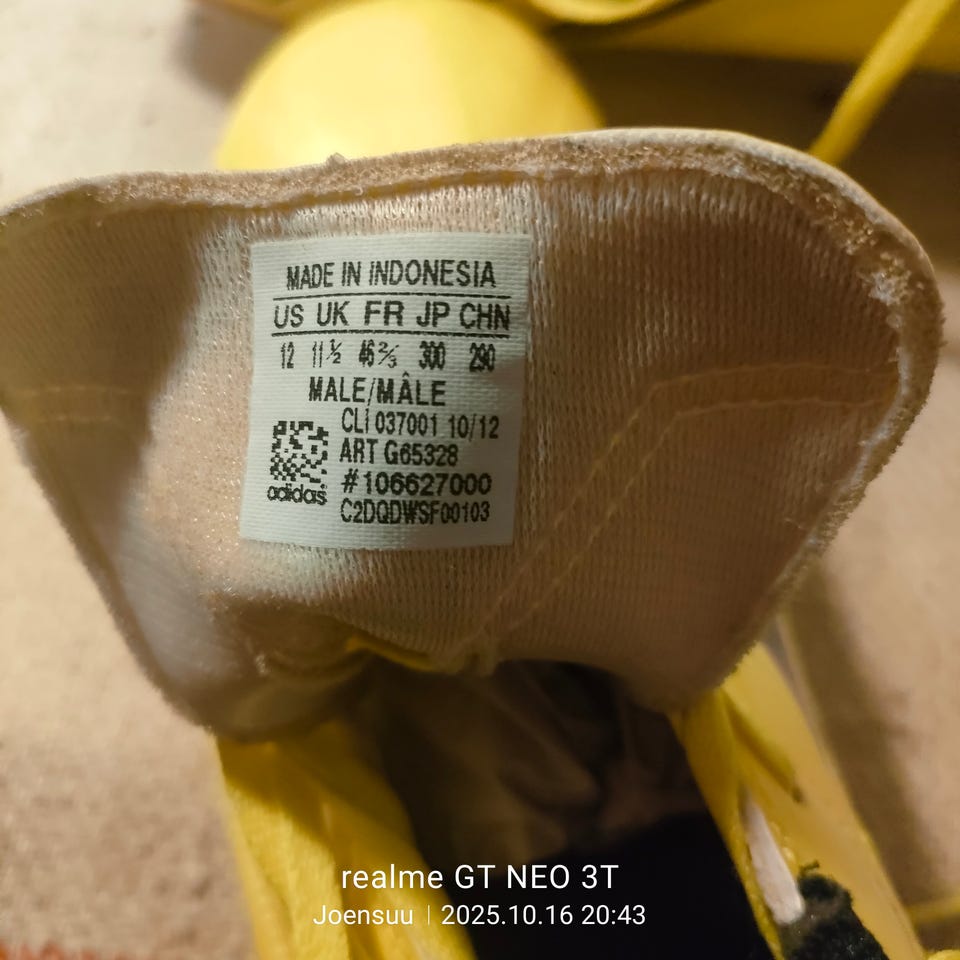 MADE IN INDONESIA
US UK FR JP CHN
12 11½ 46⅔ 300 290
MALE/MÂLE
CLI 037001 10/12
ART G65328
#106627000
adidas
C2DQDWSF00103
realme GT NEO 3T
Joensuu | 2025.10.16 20:43